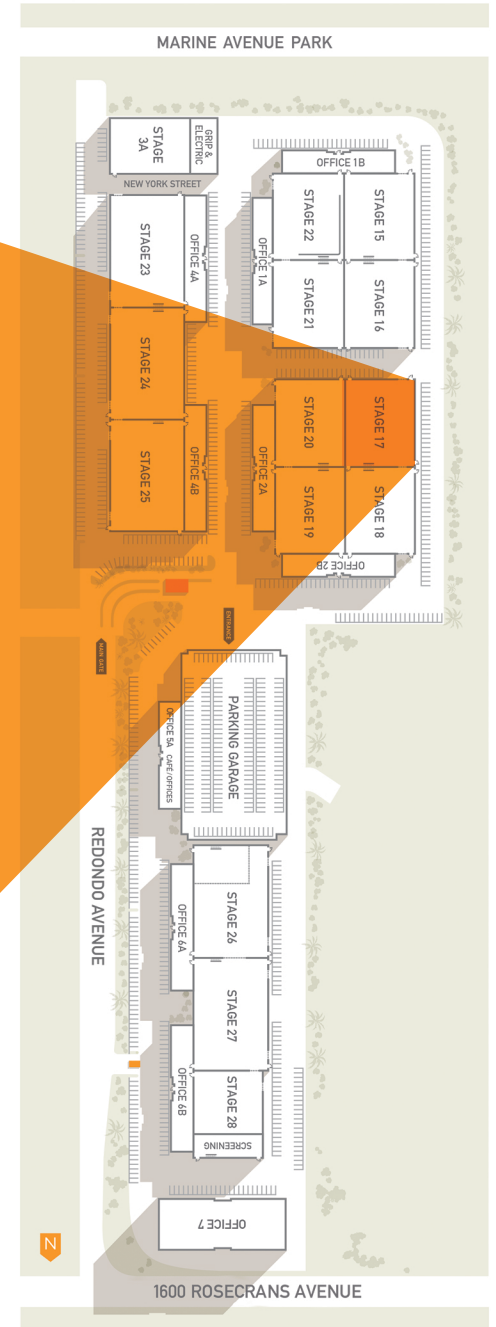 MARINE AVENUE PARK
STAGE
3A
GRIP &
ELECTRIC
NEW YORK STREET
OFFICE 1B
STAGE 23
OFFICE 4A
OFFICE 1A
STAGE 22
STAGE 15
STAGE 21
STAGE 16
STAGE 24
STAGE 20
STAGE 17
STAGE 25
OFFICE 4B
OFFICE 2A
STAGE 19
STAGE 18
OFFICE 2B
ENTRANCE
MAIN GATE
OFFICE 5A
CAFÉ/OFFICES
PARKING GARAGE
REDONDO AVENUE
OFFICE 6A
STAGE 26
STAGE 27
OFFICE 6B
STAGE 28
SCREENING
OFFICE 7
N
1600 ROSECRANS AVENUE